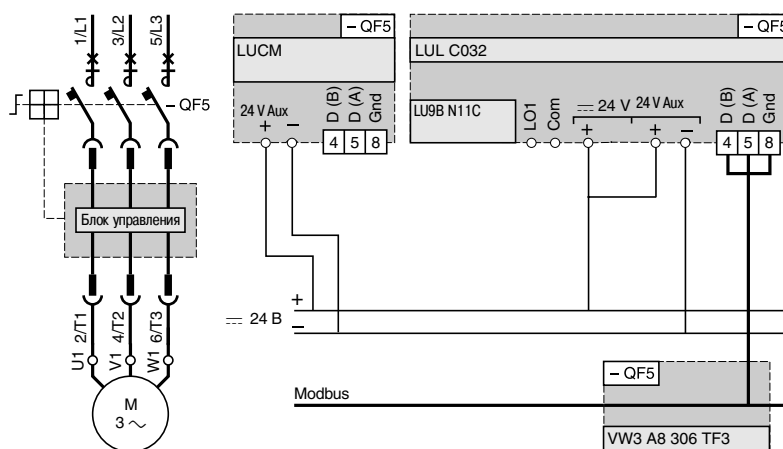 1/L1
3/L2
5/L3
– QF5
Блок управления
2/T1
4/T2
6/T3
U1
V1
W1
M
3
– QF5
LUCM
24 V Aux
D (B)
D (A)
Gnd
+
–
4 5 8
– QF5
LUL C032
LU9B N11C
LO1
Com
24 V
24 V Aux
D (B)
D (A)
Gnd
+
+
–
4 5 8
+
24 В
–
Modbus
– QF5
VW3 A8 306 TF3